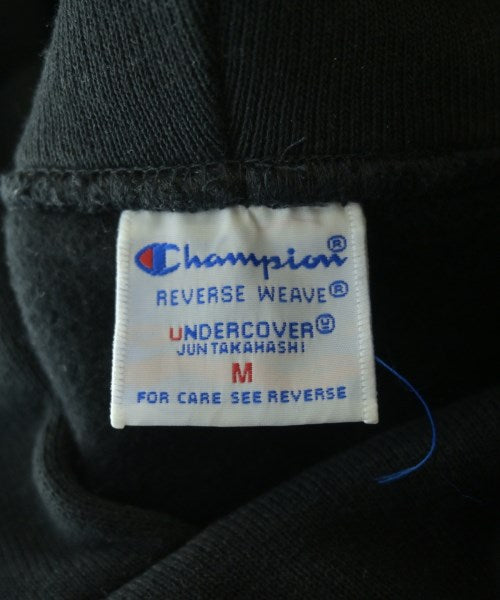 Champion®
REVERSE WEAVE®
UNDERCOVER
JUNTAKAHASHI
M
FOR CARE SEE REVERSE